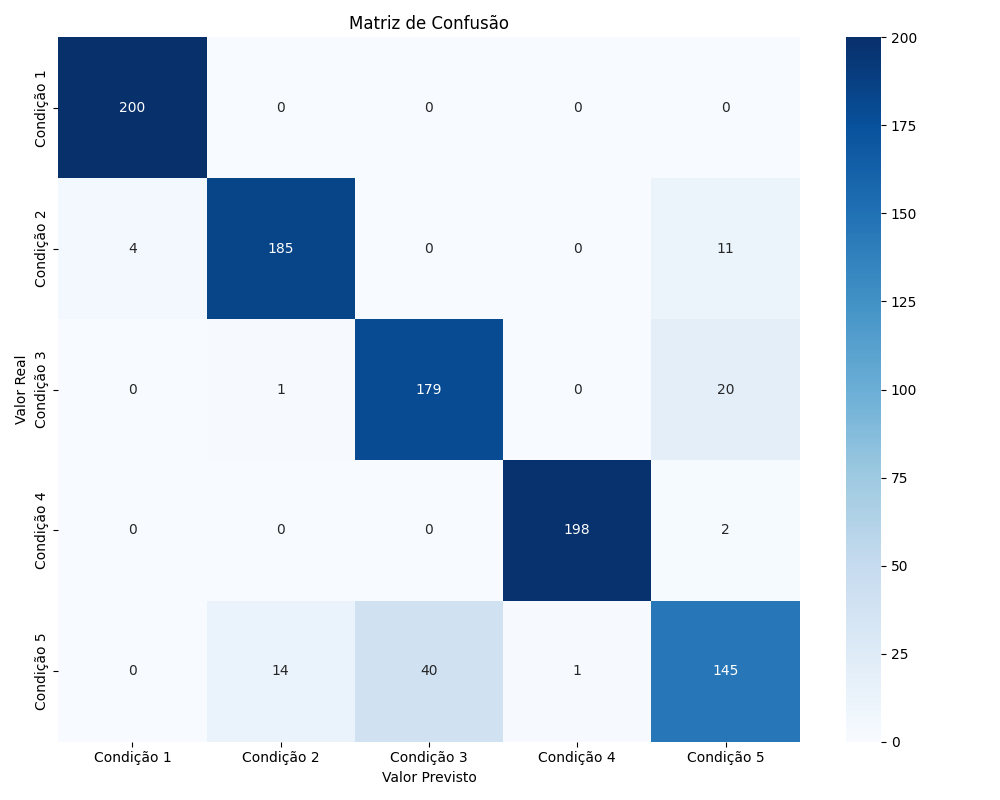 Matriz de Confusão
Condição 1
200 0 0 0 0
Condição 2
4 185 0 0 11
Valor Real
Condição 3
0 1 179 0 20
Condição 4
0 0 0 198 2
Condição 5
0 14 40 1 145
Condição 1 Condição 2 Condição 3 Condição 4 Condição 5
Valor Previsto
200
175
150
125
100
75
50
25
0